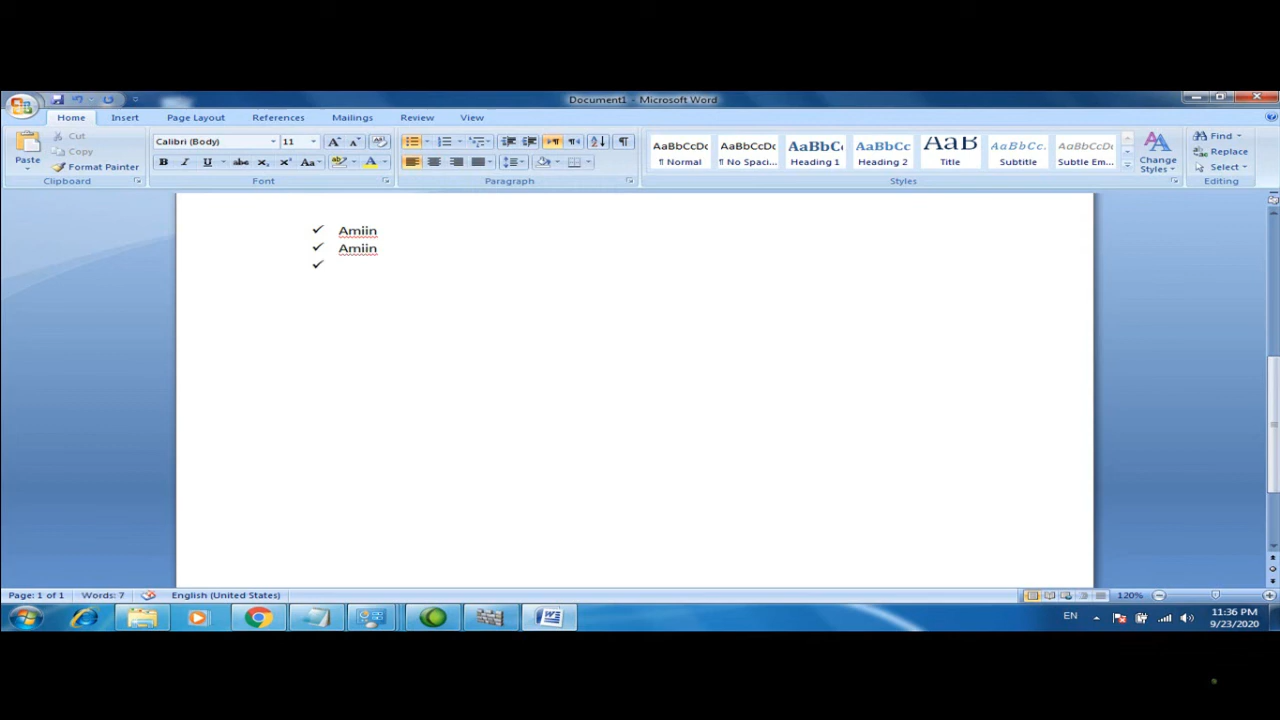 Document1 - Microsoft Word
Home Insert Page Layout References Mailings Review View
Paste
Cut
Copy
Format Painter
Clipboard
Calibri (Body) 11
Font
Paragraph
AaBbCcDc AaBbCcDc AaBbCc AaBbCc AaB AaBbCc. AaBbCcDc
¶ Normal ¶ No Spaci... Heading 1 Heading 2 Title Subtitle Subtle Em...
Styles
Change Styles
Find
Replace
Select
Editing
✓ Amiin
✓ Amiin
✓
Page: 1 of 1 Words: 7 English (United States) 120%
EN 11:36 PM
9/23/2020